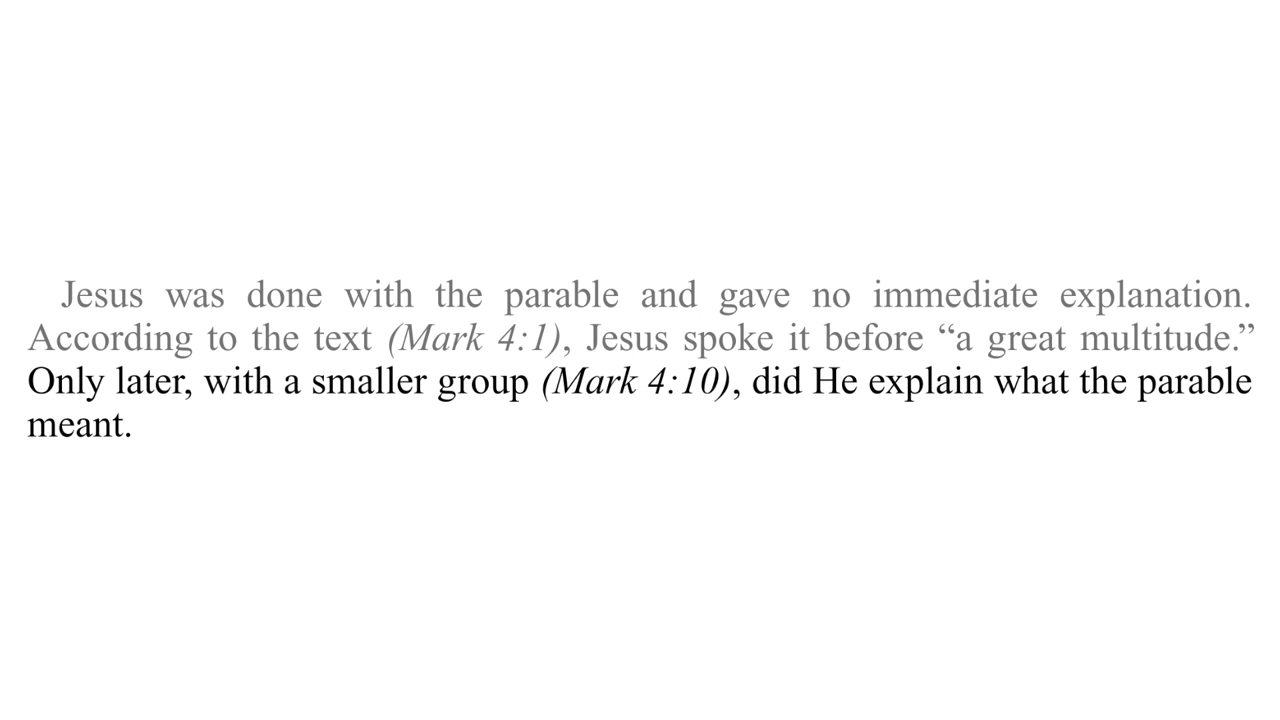 Jesus was done with the parable and gave no immediate explanation.
According to the text (Mark 4:1), Jesus spoke it before “a great multitude.”
Only later, with a smaller group (Mark 4:10), did He explain what the parable
meant.